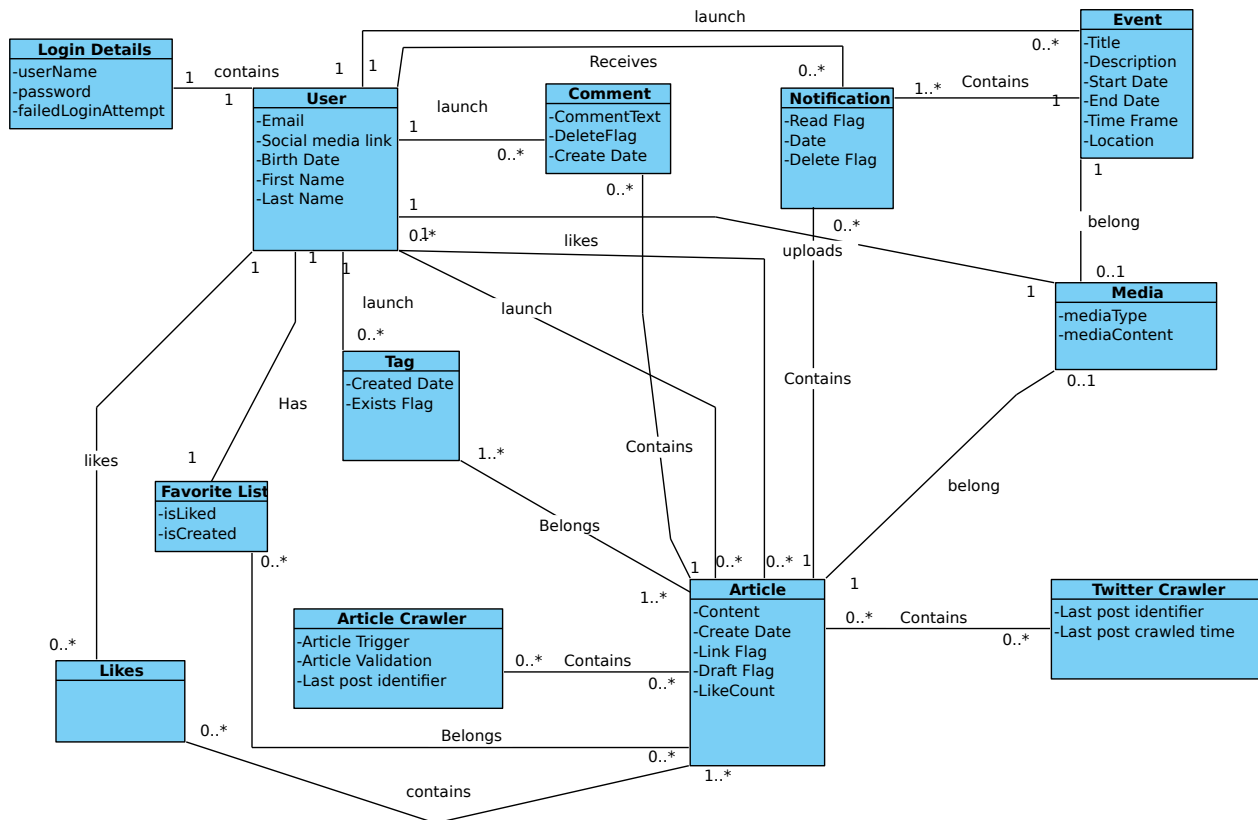 launch
Event
-Title
-Description
-Start Date
-End Date
-Time Frame
-Location
0..*
1
1
Login Details
-userName
-password
-failedLoginAttempt
1
contains
1
Receives
0..*
User
-Email
-Social media link
-Birth Date
-First Name
-Last Name
launch
1
0..*
Comment
-CommentText
-DeleteFlag
-Create Date
0..*
Notification
-Read Flag
-Date
-Delete Flag
1..*
Contains
1
0..*
1
belong
0..1
1
uploads
1
0..*
1
likes
Media
-mediaType
-mediaContent
0..1
1
1
1
1
launch
0..*
launch
Tag
-Created Date
-Exists Flag
1..*
Has
1
likes
Contains
Contains
belong
Favorite List
-isLiked
-isCreated
0..*
Belongs
1..*
1
0..*
0..*
1
1
Article
-Content
-Create Date
-Link Flag
-Draft Flag
-LikeCount
Twitter Crawler
-Last post identifier
-Last post crawled time
0..*
Contains
0..*
Article Crawler
-Article Trigger
-Article Validation
-Last post identifier
0..*
Contains
0..*
0..*
Likes
0..*
Belongs
0..*
1..*
contains